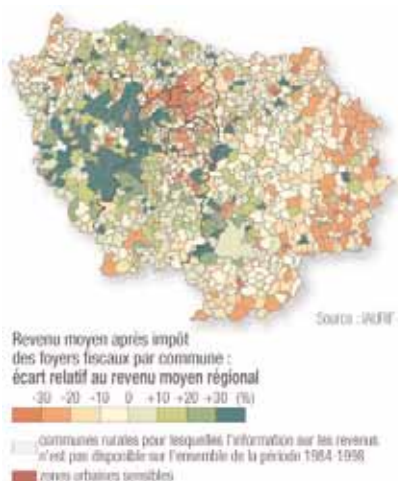 Source : IAURIF
Revenu moyen après impôt
des foyers fiscaux par commune :
écart relatif au revenu moyen régional
-30 -20 -10 0 +10 +20 +30 (%)
communes rurales pour lesquelles l'information sur les revenus
n'est pas disponible sur l'ensemble de la période 1984-1998
zones urbaines sensibles